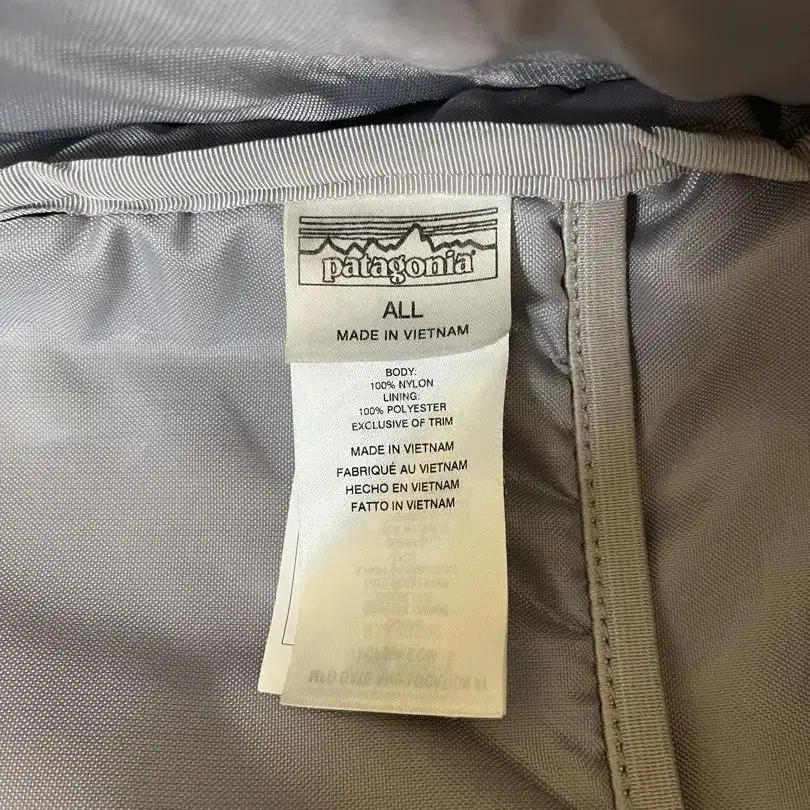 patagonia®
ALL
MADE IN VIETNAM
BODY:
100% NYLON
LINING:
100% POLYESTER
EXCLUSIVE OF TRIM
MADE IN VIETNAM
FABRIQUÉ AU VIETNAM
HECHO EN VIETNAM
FATTO IN VIETNAM